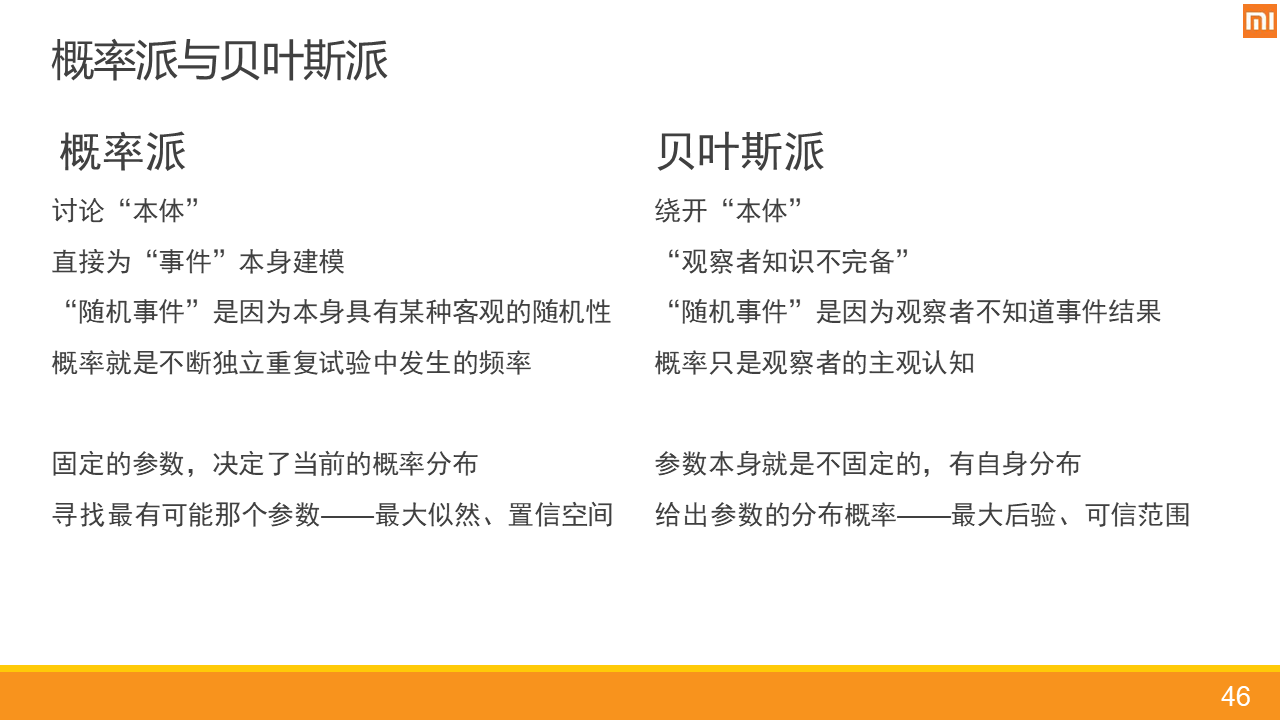 概率派与贝叶斯派
概率派
讨论“本体”
直接为“事件”本身建模
“随机事件”是因为本身具有某种客观的随机性
概率就是不断独立重复试验中发生的频率
固定的参数，决定了当前的概率分布
寻找最有可能那个参数——最大似然、置信空间
贝叶斯派
绕开“本体”
“观察者知识不完备”
“随机事件”是因为观察者不知道事件结果
概率只是观察者的主观认知
参数本身就是不固定的，有自身分布
给出参数的分布概率——最大后验、可信范围
MI
46